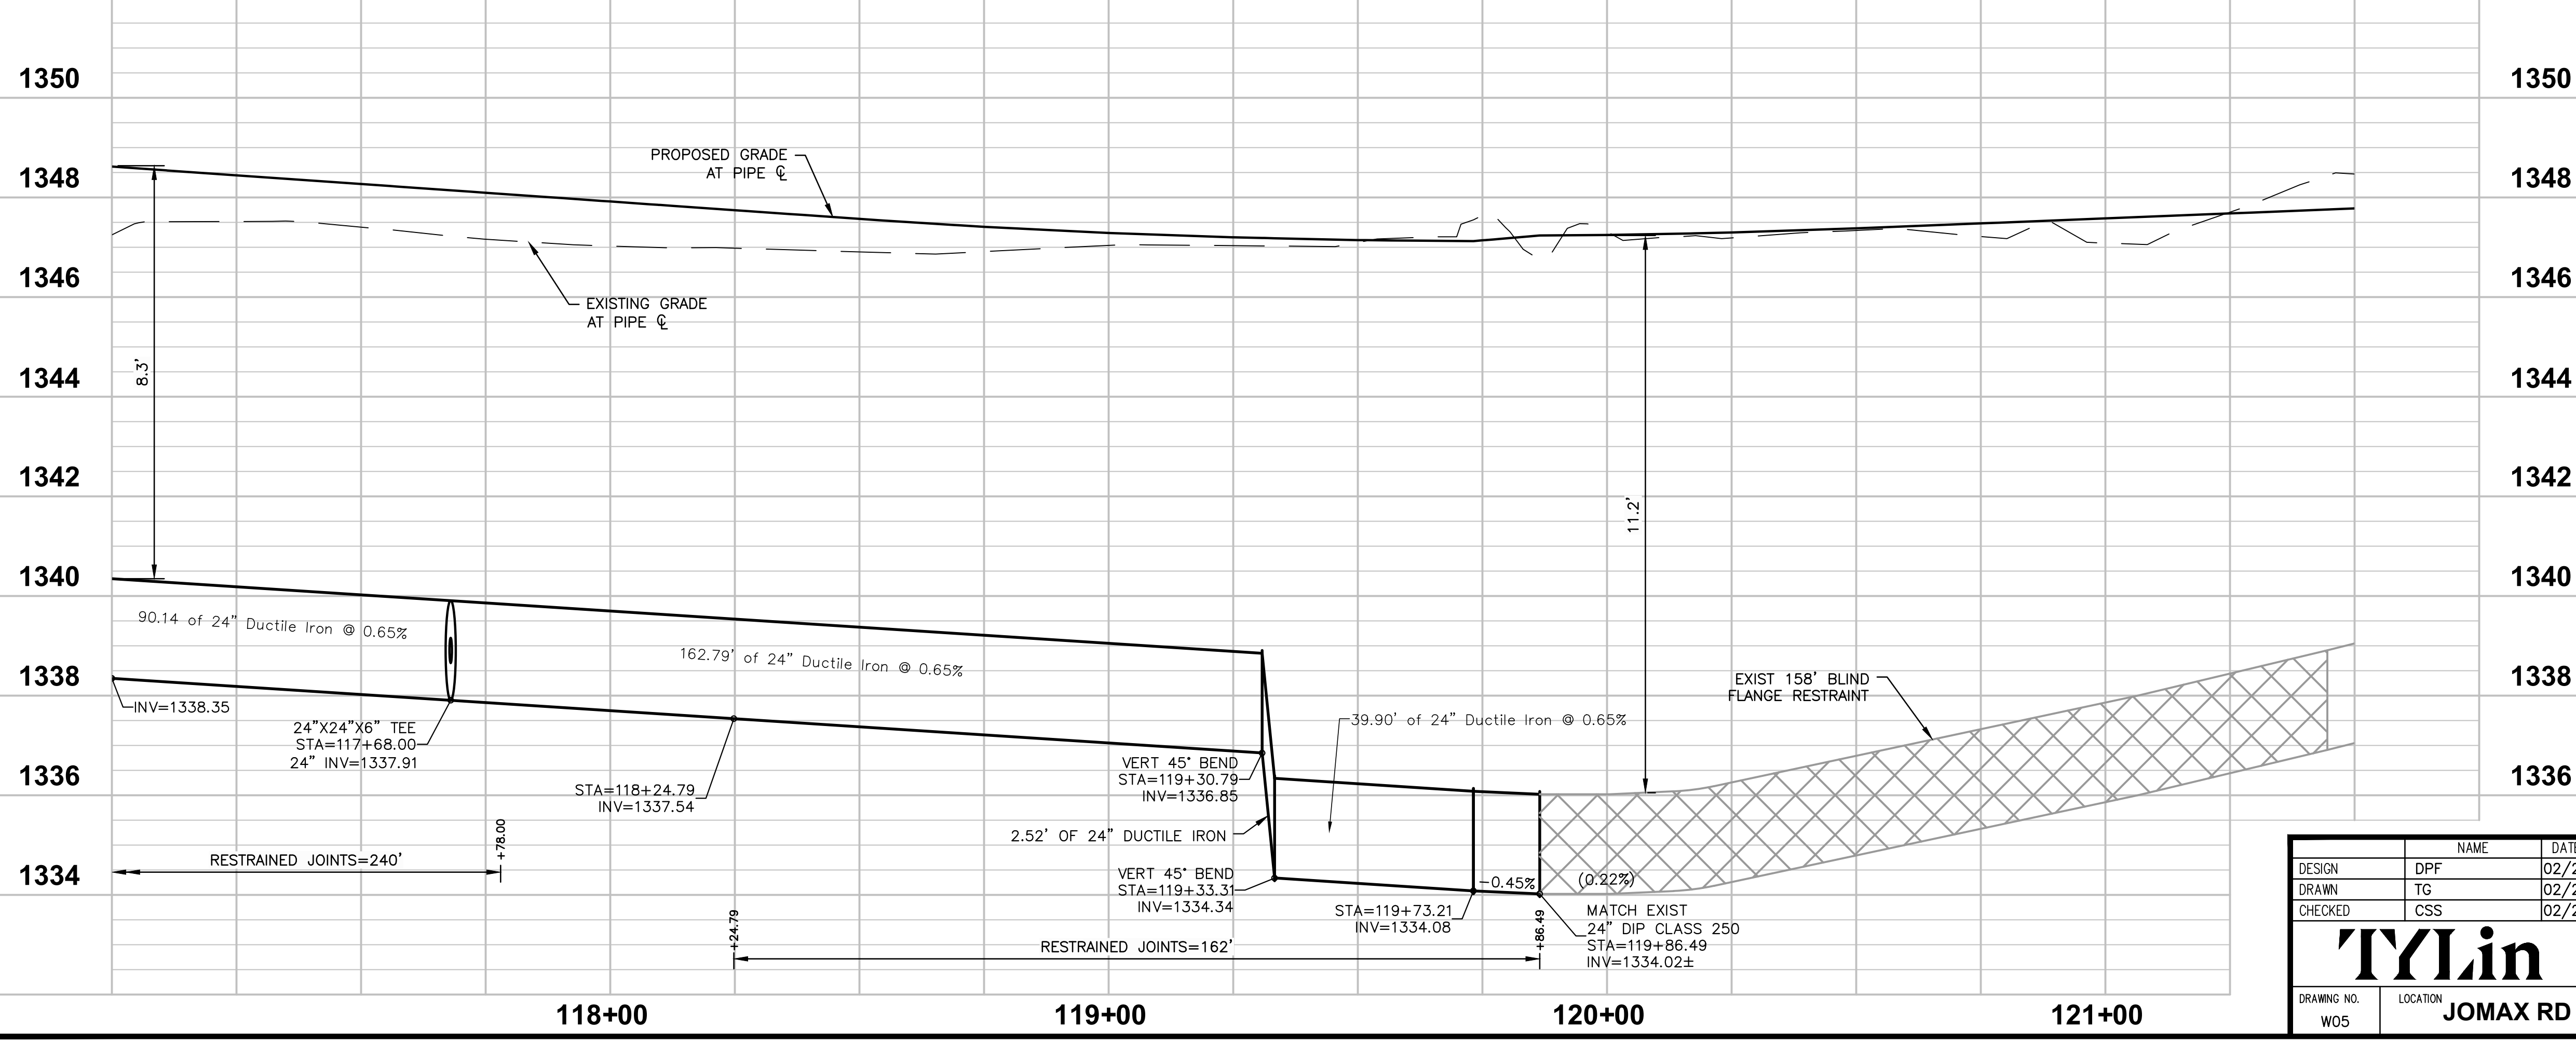 1350
1350
PROPOSED GRADE
AT PIPE ℄
1348
1348
1346
1346
EXISTING GRADE
AT PIPE ℄
8.3'
1344
1344
1342
1342
11.2'
1340
1340
90.14 of 24" Ductile Iron @ 0.65%
162.79' of 24" Ductile Iron @ 0.65%
1338
1338
EXIST 158' BLIND
FLANGE RESTRAINT
INV=1338.35
24"X24"X6" TEE
STA=117+68.00
24" INV=1337.91
39.90' of 24" Ductile Iron @ 0.65%
1336
1336
STA=118+24.79
INV=1337.54
VERT 45° BEND
STA=119+30.79
INV=1336.85
2.52' OF 24" DUCTILE IRON
+78.00
RESTRAINED JOINTS=240'
1334
VERT 45° BEND
STA=119+33.31
INV=1334.34
-0.45%
(0.22%)
STA=119+73.21
INV=1334.08
MATCH EXIST
24" DIP CLASS 250
STA=119+86.49
INV=1334.02±
+24.79
RESTRAINED JOINTS=162'
+86.49
118+00
119+00
120+00
121+00
NAME DATE
DESIGN DPF 02/2
DRAWN TG 02/2
CHECKED CSS 02/2
TYLin
DRAWING NO.
W05
LOCATION JOMAX RD